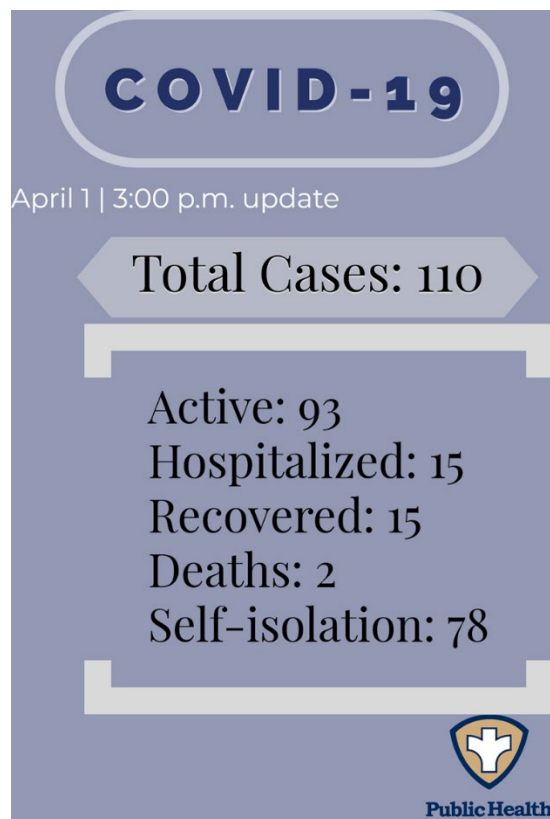 COVID-19
April 1 | 3:00 p.m. update
Total Cases: 110
Active: 93
Hospitalized: 15
Recovered: 15
Deaths: 2
Self-isolation: 78
Public Health